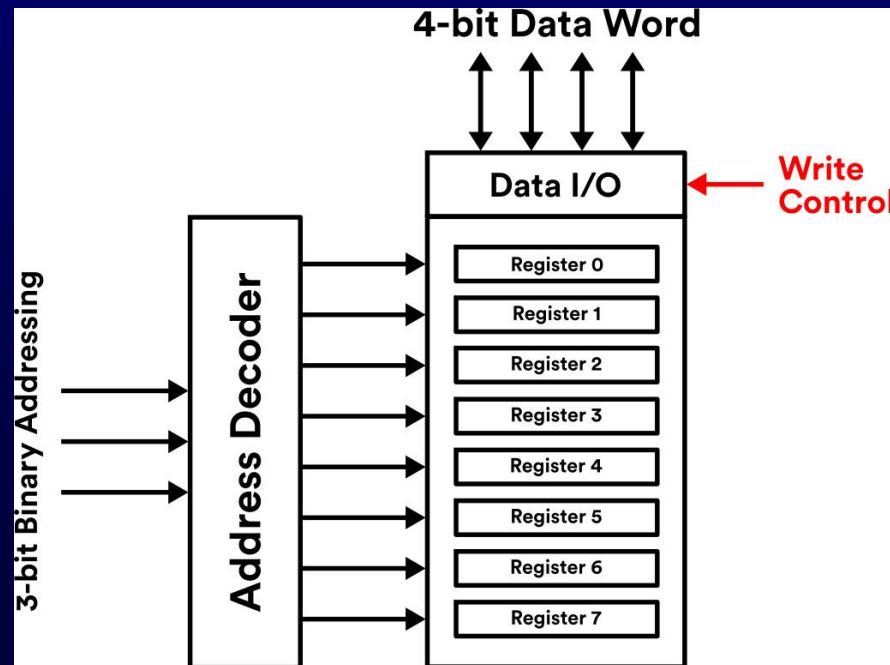 4-bit Data Word
Data I/O
Write
Control
3-bit Binary Addressing
Address Decoder
Register 0
Register 1
Register 2
Register 3
Register 4
Register 5
Register 6
Register 7